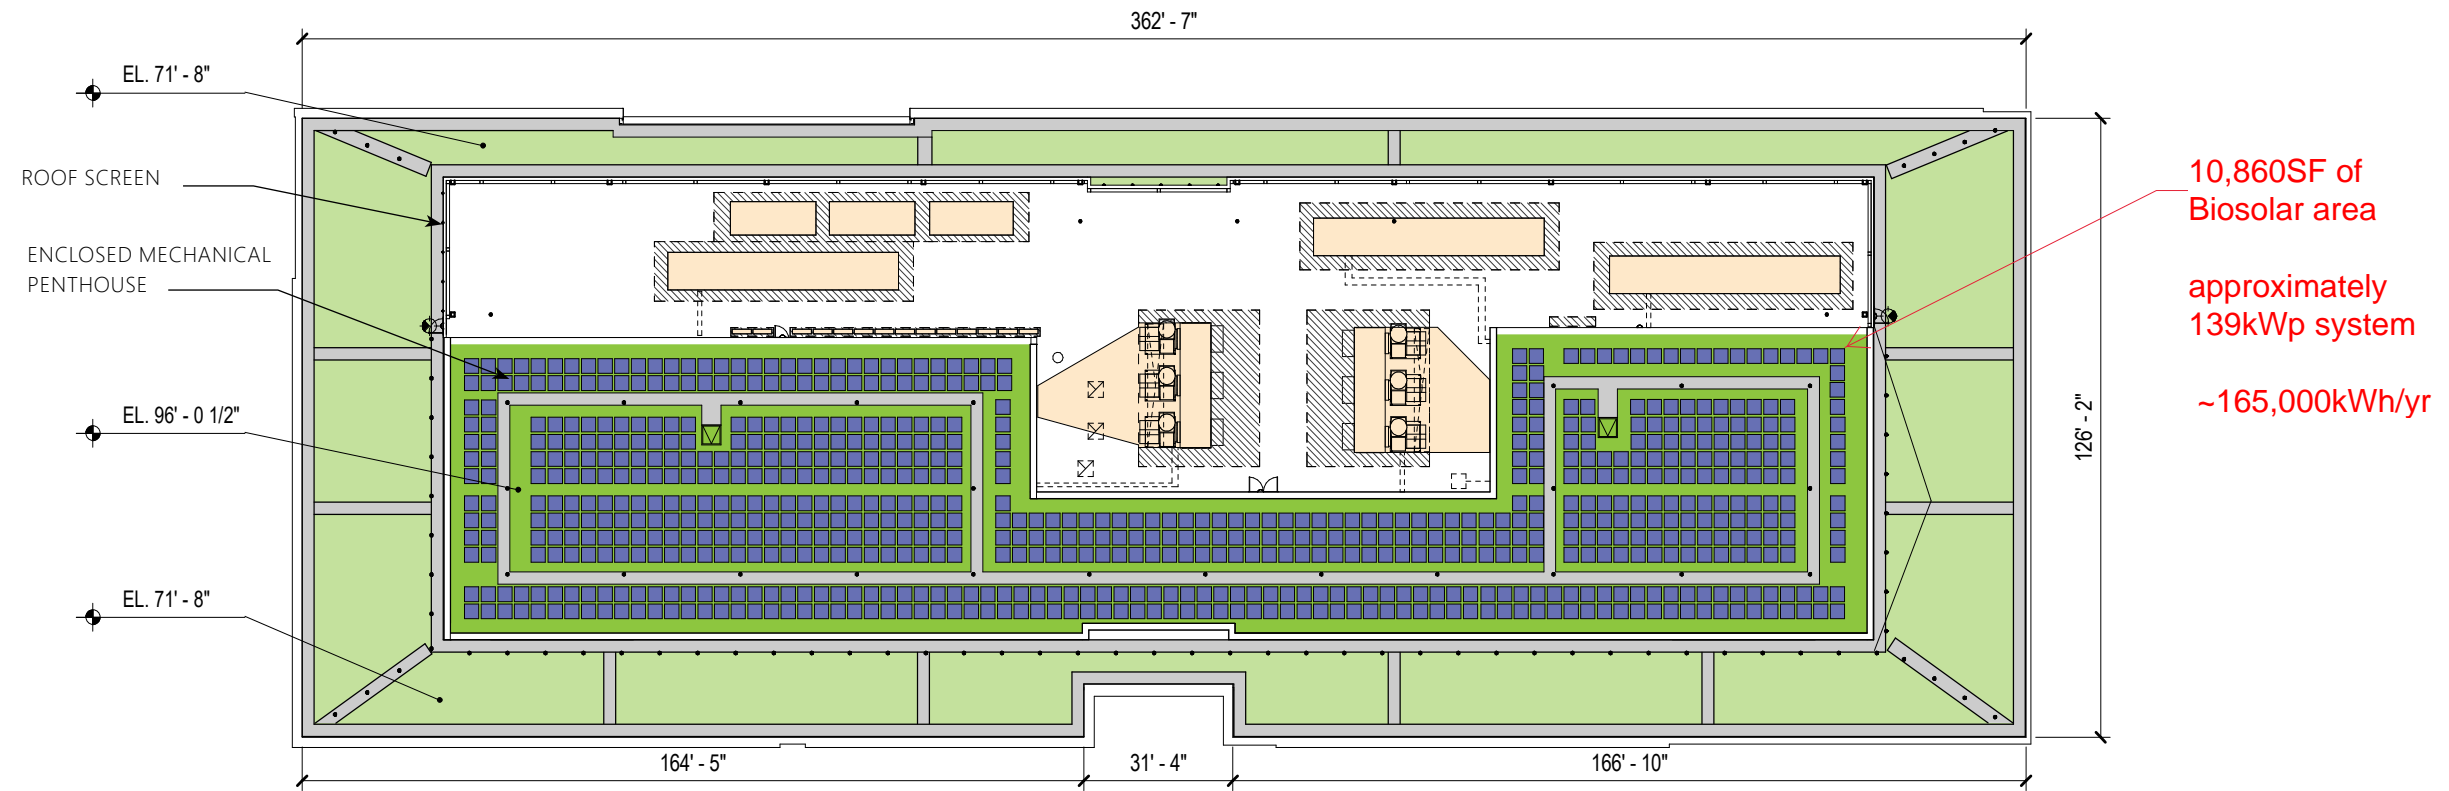 362' - 7"
EL. 71' - 8"
ROOF SCREEN
ENCLOSED MECHANICAL
PENTHOUSE
EL. 96' - 0 1/2"
EL. 71' - 8"
10,860SF of
Biosolar area
approximately
139kWp system
~165,000kWh/yr
126' - 2"
164' - 5"
31' - 4"
166' - 10"